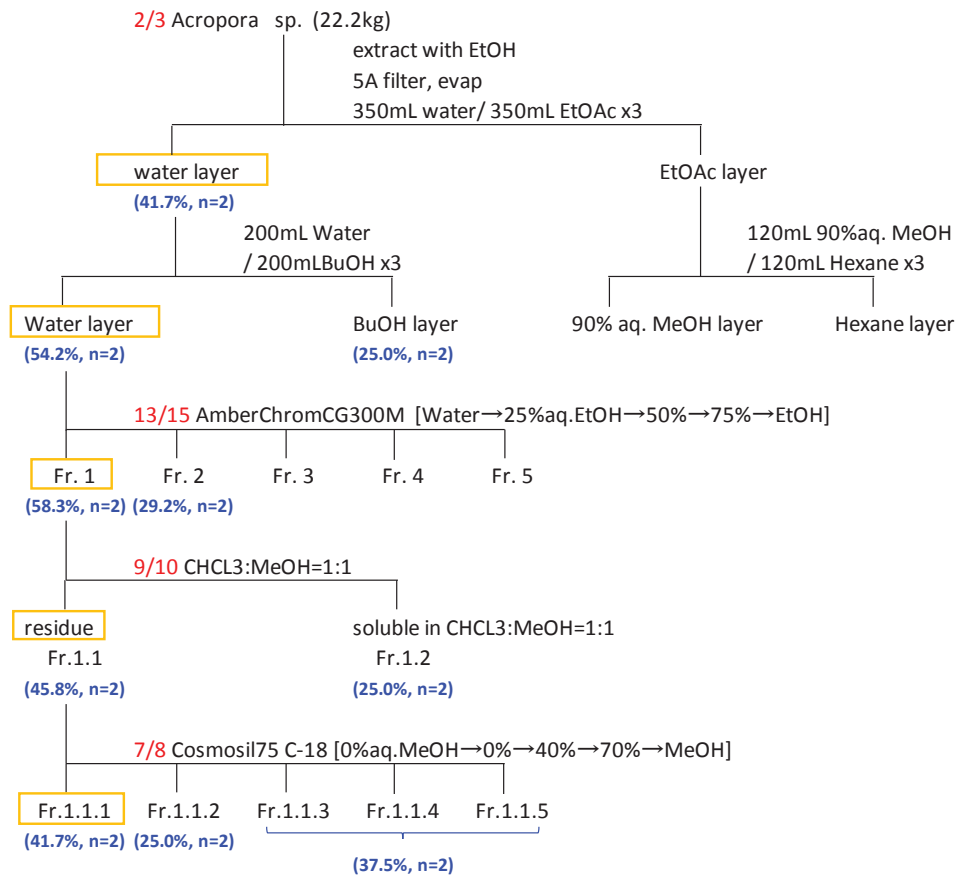 2/3 Acropora sp. (22.2kg)
extract with EtOH
5A filter, evap
350mL water/ 350mL EtOAc x3
water layer
EtOAc layer
(41.7%, n=2)
200mL Water
/ 200mLBuOH x3
120mL 90%aq. MeOH
/ 120mL Hexane x3
Water layer
BuOH layer
90% aq. MeOH layer
Hexane layer
(54.2%, n=2)
(25.0%, n=2)
13/15 AmberChromCG300M [Water→25%aq.EtOH→50%→75%→EtOH]
Fr. 1
Fr. 2
Fr. 3
Fr. 4
Fr. 5
(58.3%, n=2)
(29.2%, n=2)
9/10 CHCL3:MeOH=1:1
residue
soluble in CHCL3:MeOH=1:1
Fr.1.1
Fr.1.2
(45.8%, n=2)
(25.0%, n=2)
7/8 Cosmosil75 C-18 [0%aq.MeOH→0%→40%→70%→MeOH]
Fr.1.1.1
Fr.1.1.2
Fr.1.1.3
Fr.1.1.4
Fr.1.1.5
(41.7%, n=2)
(25.0%, n=2)
(37.5%, n=2)